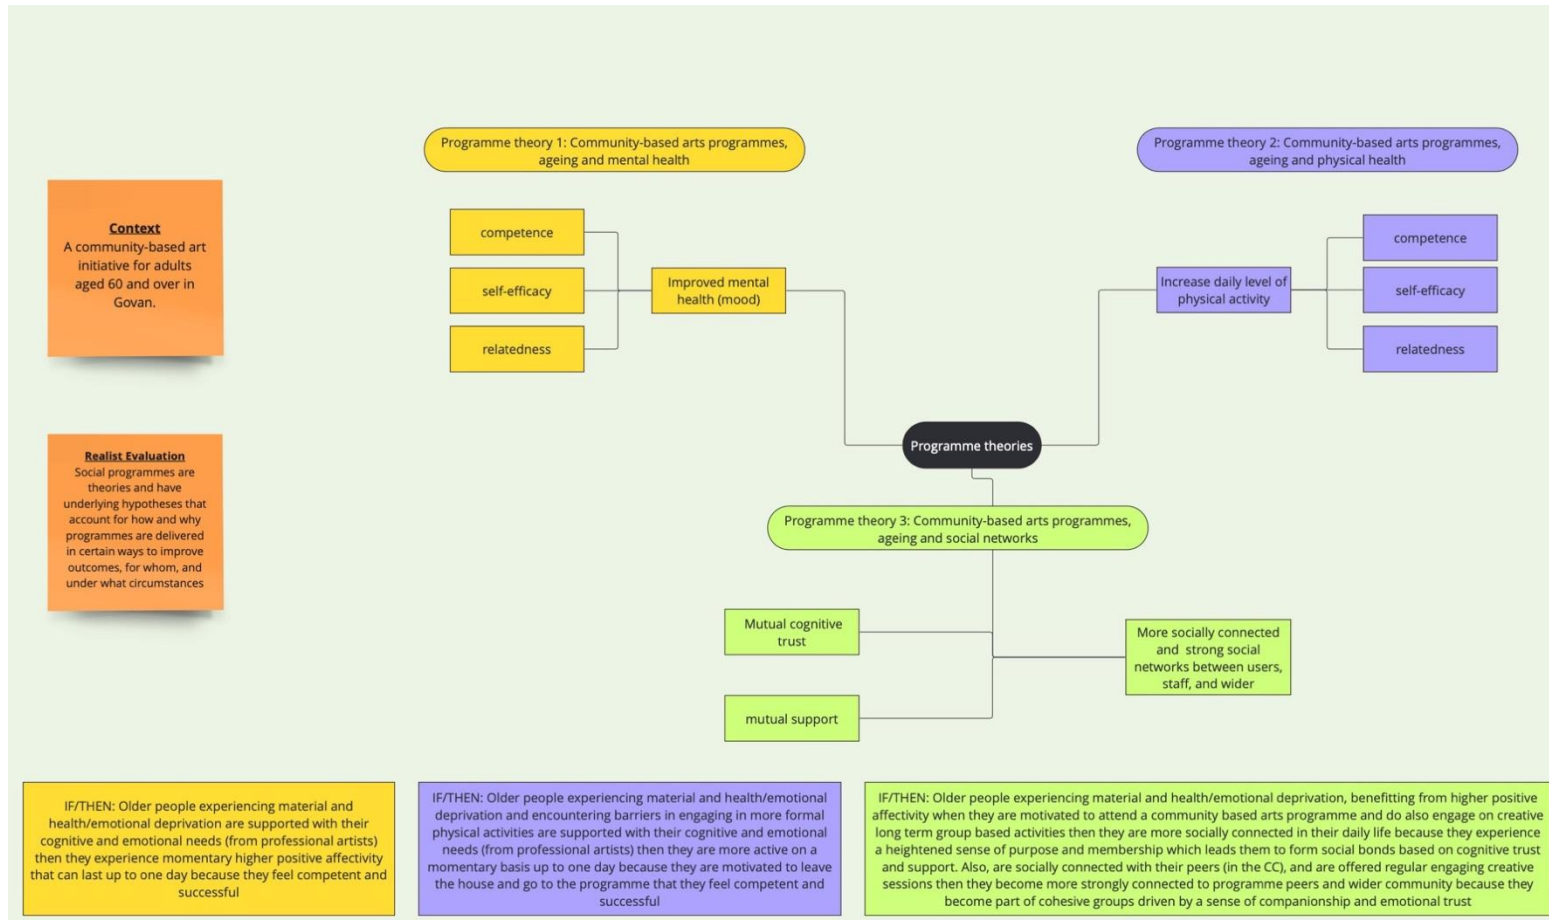 Programme theory 1: Community-based arts programmes,
ageing and mental health
Programme theory 2: Community-based arts programmes,
ageing and physical health
Context
A community-based art
initiative for adults
aged 60 and over in
Govan.
competence
self-efficacy
relatedness
Improved mental
health (mood)
Increase daily level of
physical activity
competence
self-efficacy
relatedness
Programme theories
Realist Evaluation
Social programmes are
theories and have
underlying hypotheses that
account for how and why
programmes are delivered
in certain ways to improve
outcomes, for whom, and
under what circumstances
Programme theory 3: Community-based arts programmes,
ageing and social networks
Mutual cognitive
trust
mutual support
More socially connected
and strong social
networks between users,
staff, and wider
IF/THEN: Older people experiencing material and
health/emotional deprivation are supported with their
cognitive and emotional needs (from professional artists)
then they experience momentary higher positive affectivity
that can last up to one day because they feel competent and
successful
IF/THEN: Older people experiencing material and health/emotional
deprivation and encountering barriers in engaging in more formal
physical activities are supported with their cognitive and emotional
needs (from professional artists) then they are more active on a
momentary basis up to one day because they are motivated to leave
the house and go to the programme that they feel competent and
successful
IF/THEN: Older people experiencing material and health/emotional deprivation, benefitting from higher positive
affectivity when they are motivated to attend a community based arts programme and do also engage on creative
long term group based activities then they are more socially connected in their daily life because they experience
a heightened sense of purpose and membership which leads them to form social bonds based on cognitive trust
and support. Also, are socially connected with their peers (in the CC), and are offered regular engaging creative
sessions then they become more strongly connected to programme peers and wider community because they
become part of cohesive groups driven by a sense of companionship and emotional trust